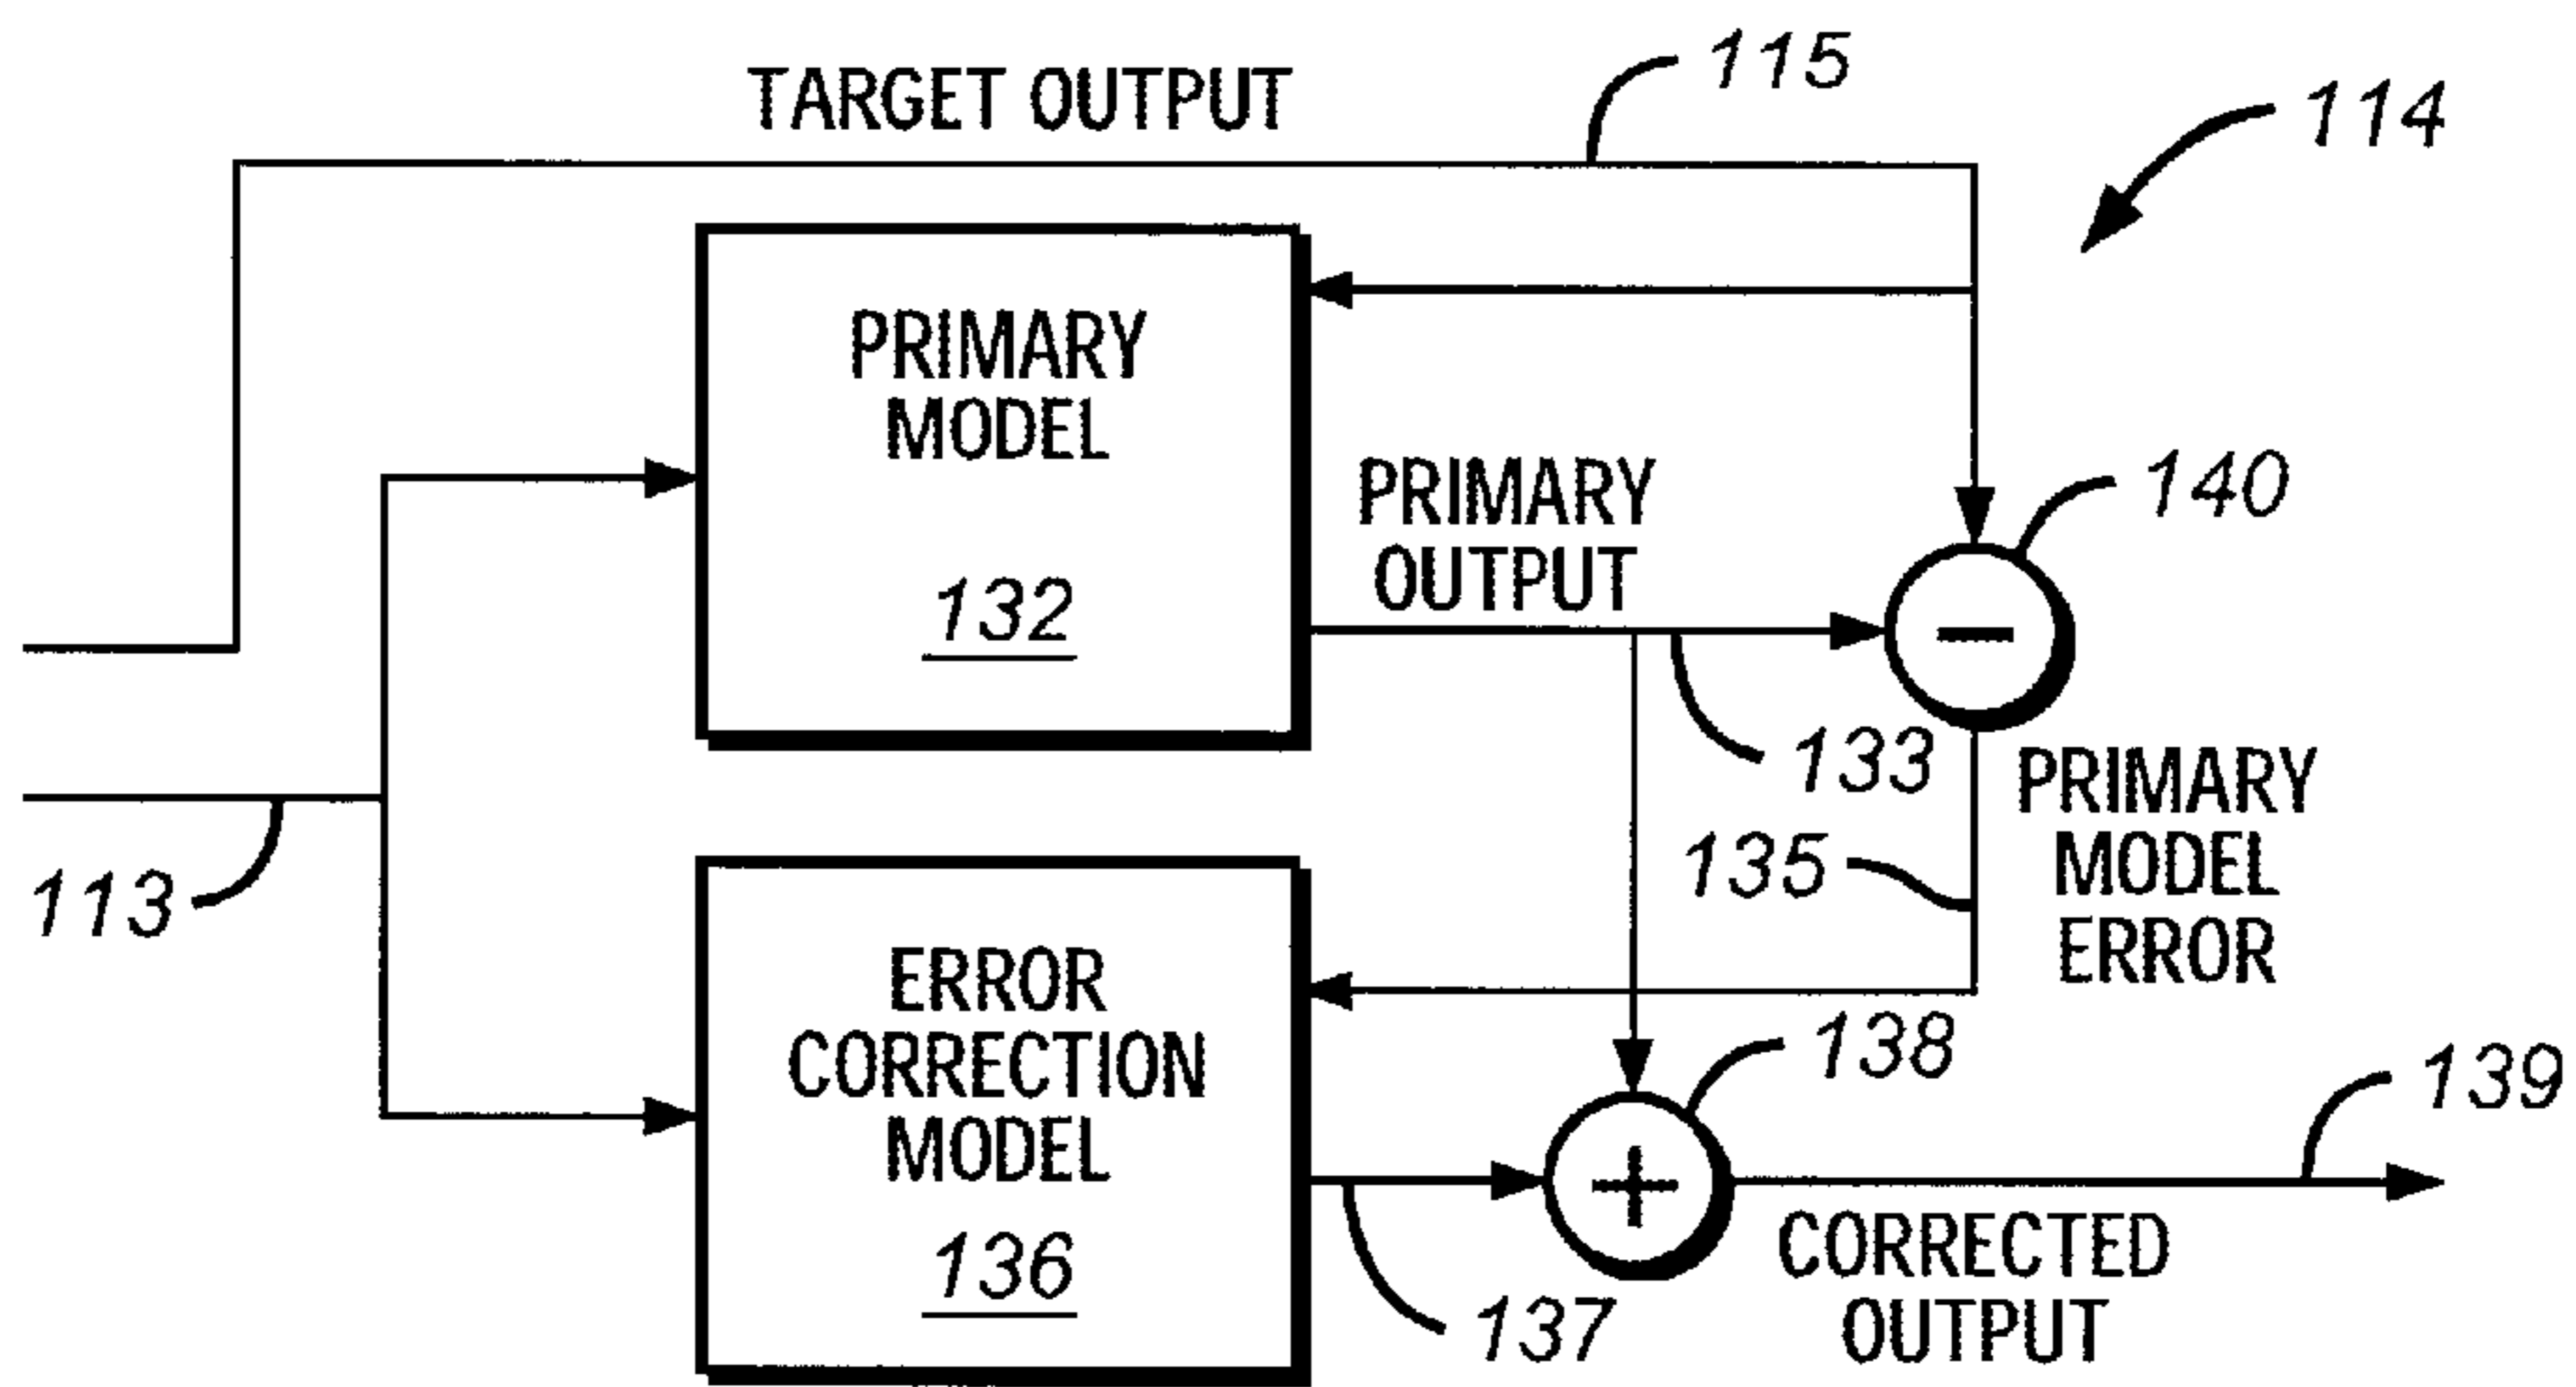 TARGET OUTPUT
115
114
PRIMARY
MODEL
132
PRIMARY
OUTPUT
140
133
113
135
PRIMARY
MODEL
ERROR
ERROR
CORRECTION
MODEL
136
138
139
137
CORRECTED
OUTPUT